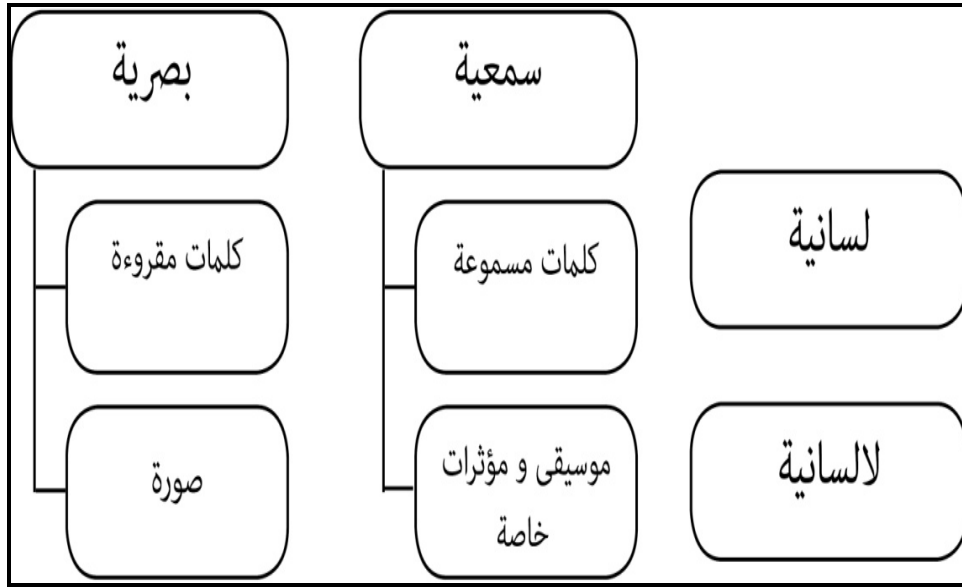 سمعية
بصرية
لسانية
كلمات مسموعة
كلمات مقروءة
لالسانية
موسيقى و مؤثرات
خاصة
صورة